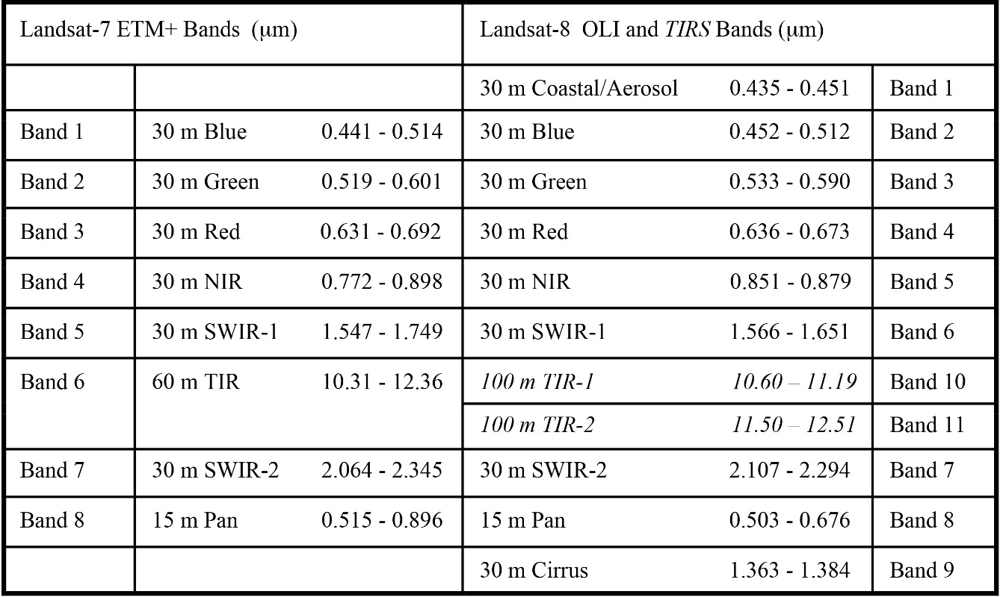 Landsat-7 ETM+ Bands (μm) Landsat-8 OLI and TIRS Bands (μm)
30 m Coastal/Aerosol 0.435 - 0.451 Band 1
Band 1 30 m Blue 0.441 - 0.514 30 m Blue 0.452 - 0.512 Band 2
Band 2 30 m Green 0.519 - 0.601 30 m Green 0.533 - 0.590 Band 3
Band 3 30 m Red 0.631 - 0.692 30 m Red 0.636 - 0.673 Band 4
Band 4 30 m NIR 0.772 - 0.898 30 m NIR 0.851 - 0.879 Band 5
Band 5 30 m SWIR-1 1.547 - 1.749 30 m SWIR-1 1.566 - 1.651 Band 6
Band 6 60 m TIR 10.31 - 12.36 100 m TIR-1 10.60 – 11.19 Band 10
100 m TIR-2 11.50 – 12.51 Band 11
Band 7 30 m SWIR-2 2.064 - 2.345 30 m SWIR-2 2.107 - 2.294 Band 7
Band 8 15 m Pan 0.515 - 0.896 15 m Pan 0.503 - 0.676 Band 8
30 m Cirrus 1.363 - 1.384 Band 9